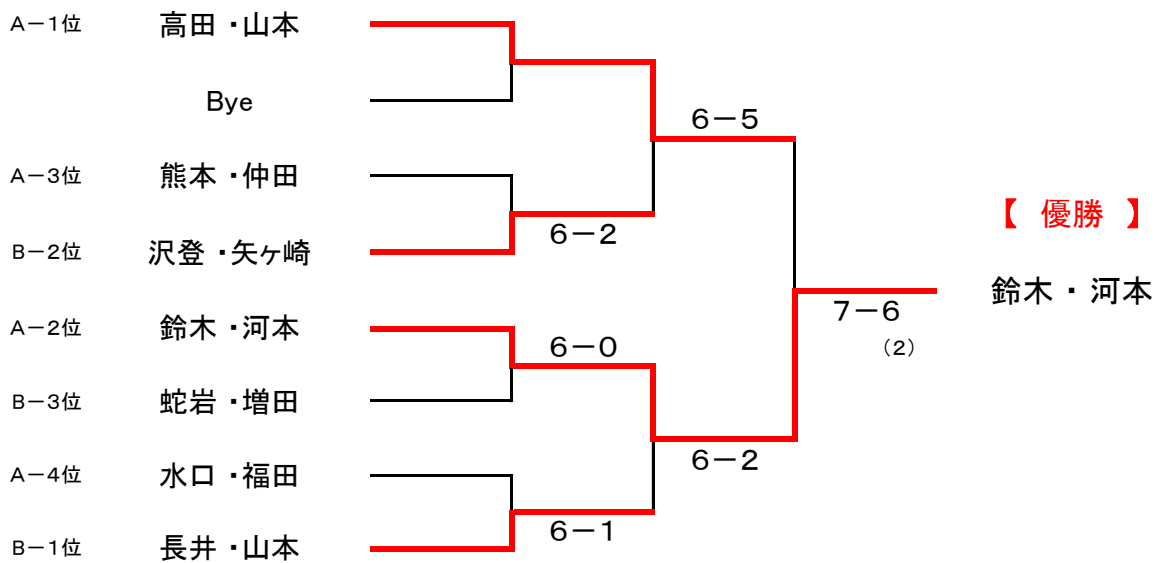 A－1位 高田・山本
Bye
6－5
A－3位 熊本・仲田
【 優勝 】
6－2
B－2位 沢登・矢ヶ崎
鈴木・河本
7－6
A－2位 鈴木・河本
6－0
（2）
B－3位 蛇岩・増田
6－2
A－4位 水口・福田
6－1
B－1位 長井・山本